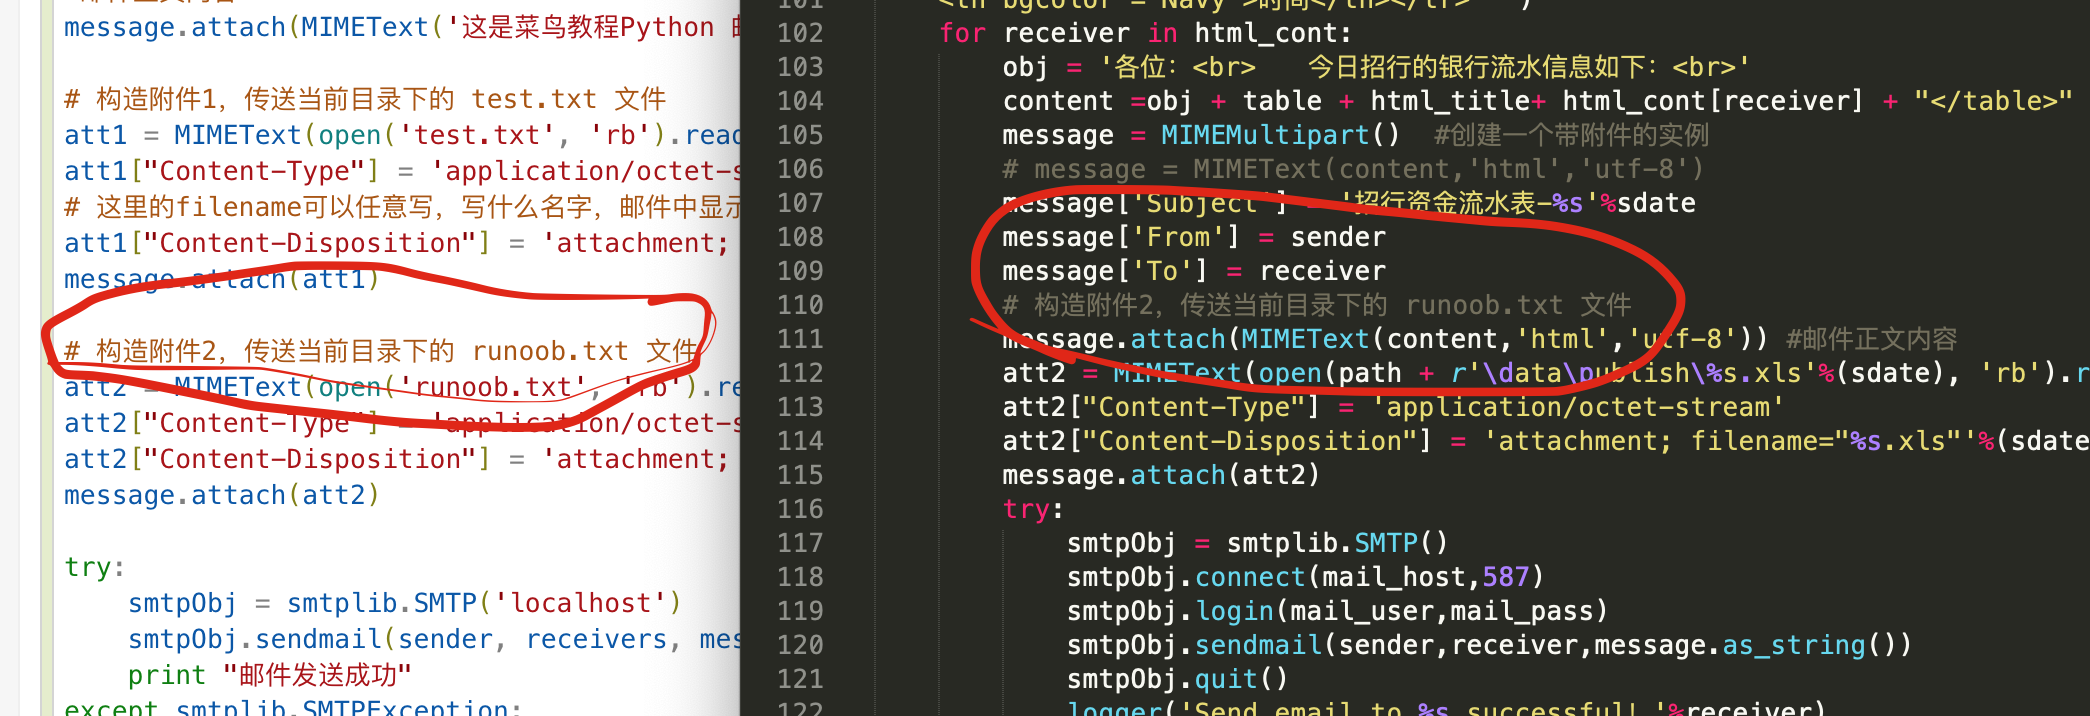 message.attach(MIMEText('这是菜鸟教程Python
# 构造附件1，传送当前目录下的 test.txt 文件
att1 = MIMEText(open('test.txt', 'rb').read
att1["Content-Type"] = 'application/octet-s
# 这里的filename可以任意写，写什么名字，邮件中显示
att1["Content-Disposition"] = 'attachment;
message.attach(att1)
# 构造附件2，传送当前目录下的 runoob.txt 文件
att2 = MIMEText(open('runoob.txt', 'rb').re
att2["Content-Type"] = 'application/octet-s
att2["Content-Disposition"] = 'attachment;
message.attach(att2)
try:
smtpObj = smtplib.SMTP('localhost')
smtpObj.sendmail(sender, receivers, mes
print "邮件发送成功"
except smtplib.SMTPException:
101 <th bgcolor = Navy >时间</th></tr> )
102 for receiver in html_cont:
103 obj = '各位：<br>   今日招行的银行流水信息如下：<br>'
104 content =obj + table + html_title+ html_cont[receiver] + "</table>"
105 message = MIMEMultipart()  #创建一个带附件的实例
106 # message = MIMEText(content,'html','utf-8')
107 message['Subject'] = '招行资金流水表-%s'%sdate
108 message['From'] = sender
109 message['To'] = receiver
110 # 构造附件2，传送当前目录下的 runoob.txt 文件
111 message.attach(MIMEText(content,'html','utf-8')) #邮件正文内容
112 att2 = MIMEText(open(path + r'\data\publish\%s.xls'%(sdate), 'rb').r
113 att2["Content-Type"] = 'application/octet-stream'
114 att2["Content-Disposition"] = 'attachment; filename="%s.xls"'%(sdate
115 message.attach(att2)
116 try:
117 smtpObj = smtplib.SMTP()
118 smtpObj.connect(mail_host,587)
119 smtpObj.login(mail_user,mail_pass)
120 smtpObj.sendmail(sender,receiver,message.as_string())
121 smtpObj.quit()
122 logger('Send email to %s successful! '%receiver)